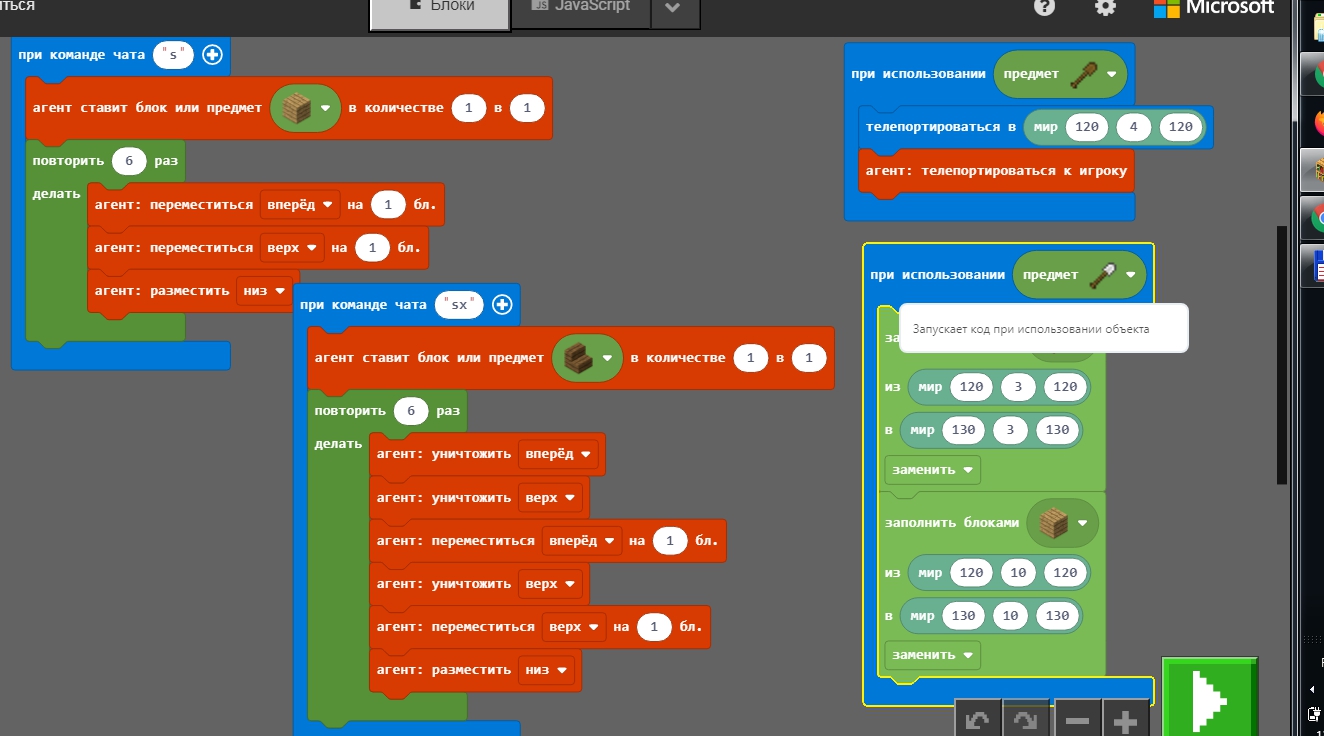 ться
Блоки
JavaScript
Microsoft
при команде чата "s"
агент ставит блок или предмет в количестве 1 в 1
повторить 6 раз
делать
агент: переместиться вперёд на 1 бл.
агент: переместиться верх на 1 бл.
агент: разместить низ
при команде чата "sx"
агент ставит блок или предмет в количестве 1 в 1
повторить 6 раз
делать
агент: уничтожить вперёд
агент: уничтожить верх
агент: переместиться вперёд на 1 бл.
агент: уничтожить верх
агент: переместиться верх на 1 бл.
агент: разместить низ
при использовании предмет
телепортироваться в мир 120 4 120
агент: телепортироваться к игроку
при использовании предмет
Запускает код при использовании объекта
за
из мир 120 3 120
в мир 130 3 130
заменить
заполнить блоками
из мир 120 10 120
в мир 130 10 130
заменить